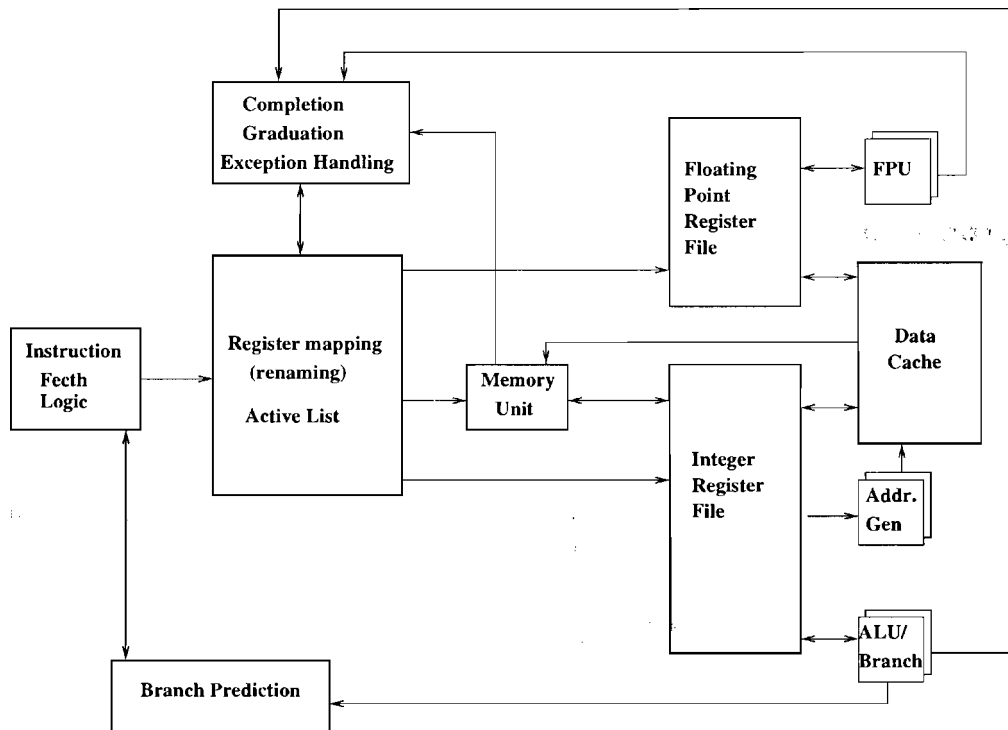 Completion
Graduation
Exception Handling
Floating
Point
Register
File
FPU
Instruction
Fecth
Logic
Register mapping
(renaming)
Active List
Memory
Unit
Data
Cache
Integer
Register
File
Addr.
Gen
ALU/
Branch
Branch Prediction